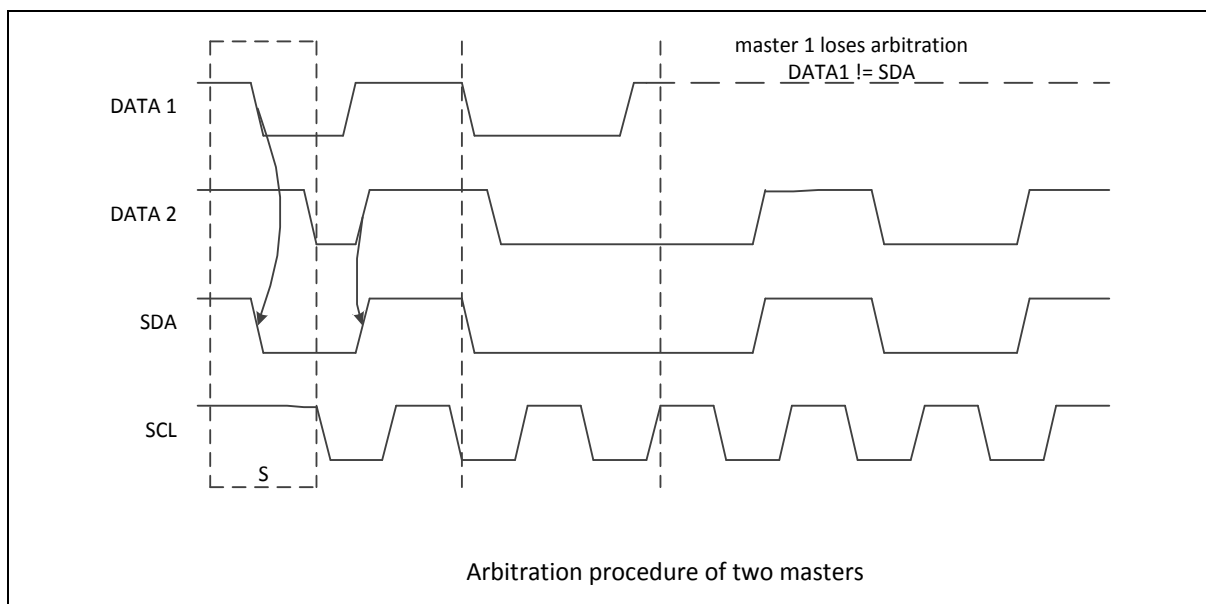 master 1 loses arbitration
DATA1 != SDA
DATA 1
DATA 2
SDA
SCL
S
Arbitration procedure of two masters